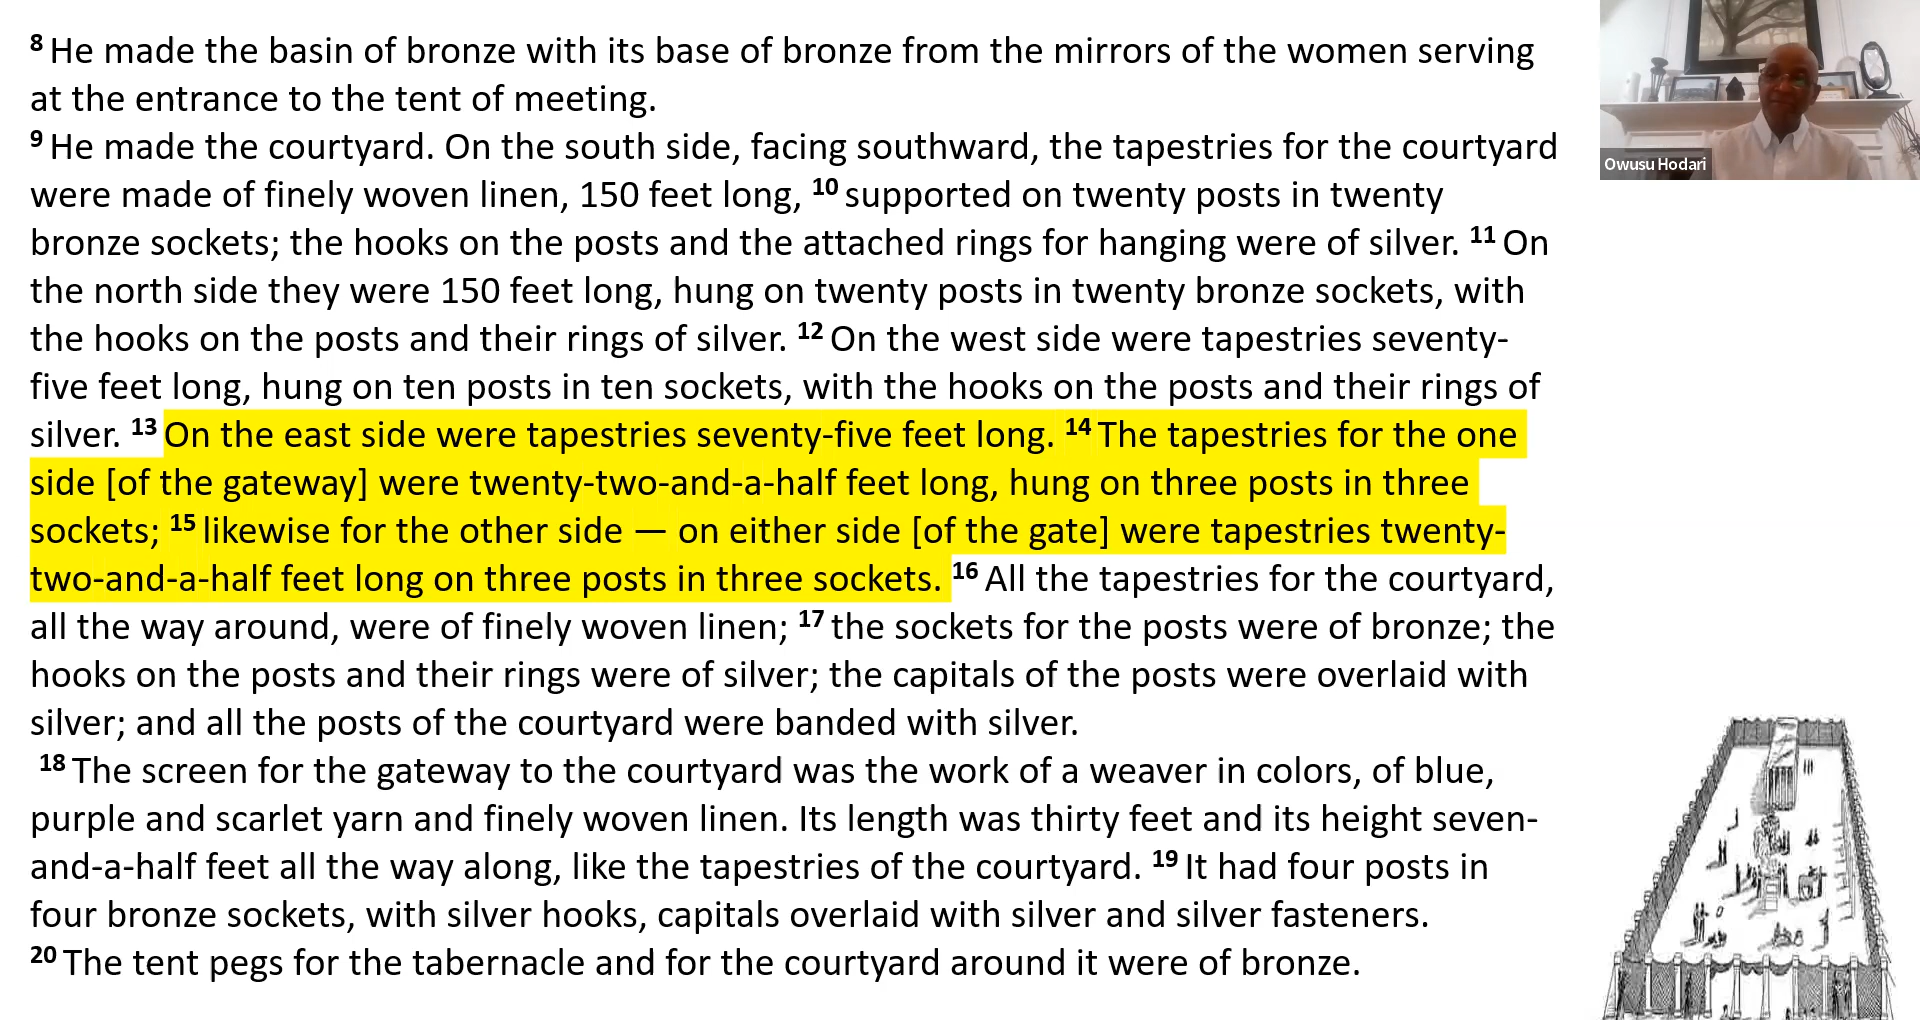 8 He made the basin of bronze with its base of bronze from the mirrors of the women serving
at the entrance to the tent of meeting.
9 He made the courtyard. On the south side, facing southward, the tapestries for the courtyard
were made of finely woven linen, 150 feet long, 10 supported on twenty posts in twenty
bronze sockets; the hooks on the posts and the attached rings for hanging were of silver. 11 On
the north side they were 150 feet long, hung on twenty posts in twenty bronze sockets, with
the hooks on the posts and their rings of silver. 12 On the west side were tapestries seventy-
five feet long, hung on ten posts in ten sockets, with the hooks on the posts and their rings of
silver. 13 On the east side were tapestries seventy-five feet long. 14 The tapestries for the one
side [of the gateway] were twenty-two-and-a-half feet long, hung on three posts in three
sockets; 15 likewise for the other side — on either side [of the gate] were tapestries twenty-
two-and-a-half feet long on three posts in three sockets. 16 All the tapestries for the courtyard,
all the way around, were of finely woven linen; 17 the sockets for the posts were of bronze; the
hooks on the posts and their rings were of silver; the capitals of the posts were overlaid with
silver; and all the posts of the courtyard were banded with silver.
18 The screen for the gateway to the courtyard was the work of a weaver in colors, of blue,
purple and scarlet yarn and finely woven linen. Its length was thirty feet and its height seven-
and-a-half feet all the way along, like the tapestries of the courtyard. 19 It had four posts in
four bronze sockets, with silver hooks, capitals overlaid with silver and silver fasteners.
20 The tent pegs for the tabernacle and for the courtyard around it were of bronze.
Owusu Hodari